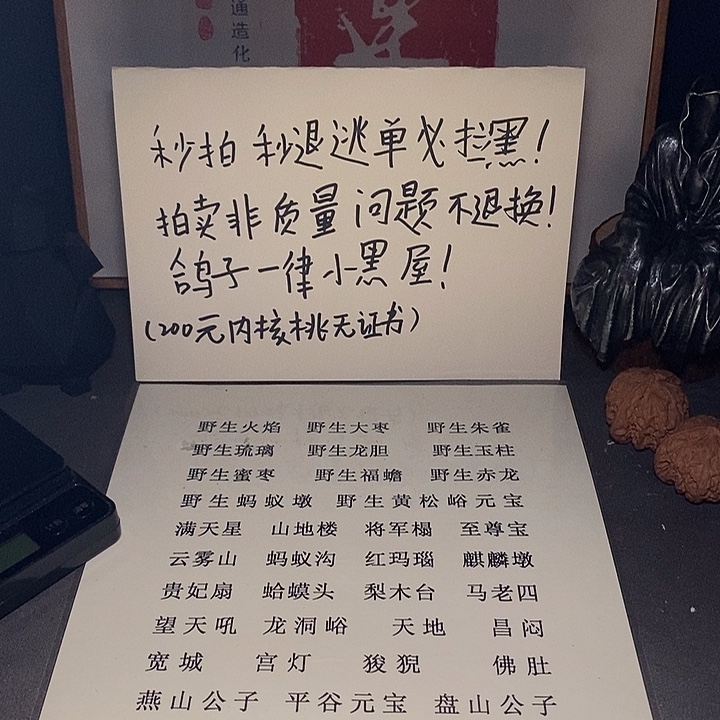 通造化
秒拍 秒退逃单必拉黑！
拍卖非质量问题不退换！
鸽子一律小黑屋！
（200元内核桃无证书）
野生火焰 野生大枣 野生朱雀
野生琉璃 野生龙胆 野生玉柱
野生蜜枣 野生福蟾 野生赤龙
野生蚂蚁墩 野生黄松峪元宝
满天星 山地楼 将军榻 至尊宝
云雾山 蚂蚁沟 红玛瑙 麒麟墩
贵妃扇 蛤蟆头 梨木台 马老四
望天吼 龙洞峪 天地 昌闷
宽城 宫灯 狻猊 佛肚
燕山公子 平谷元宝 盘山公子